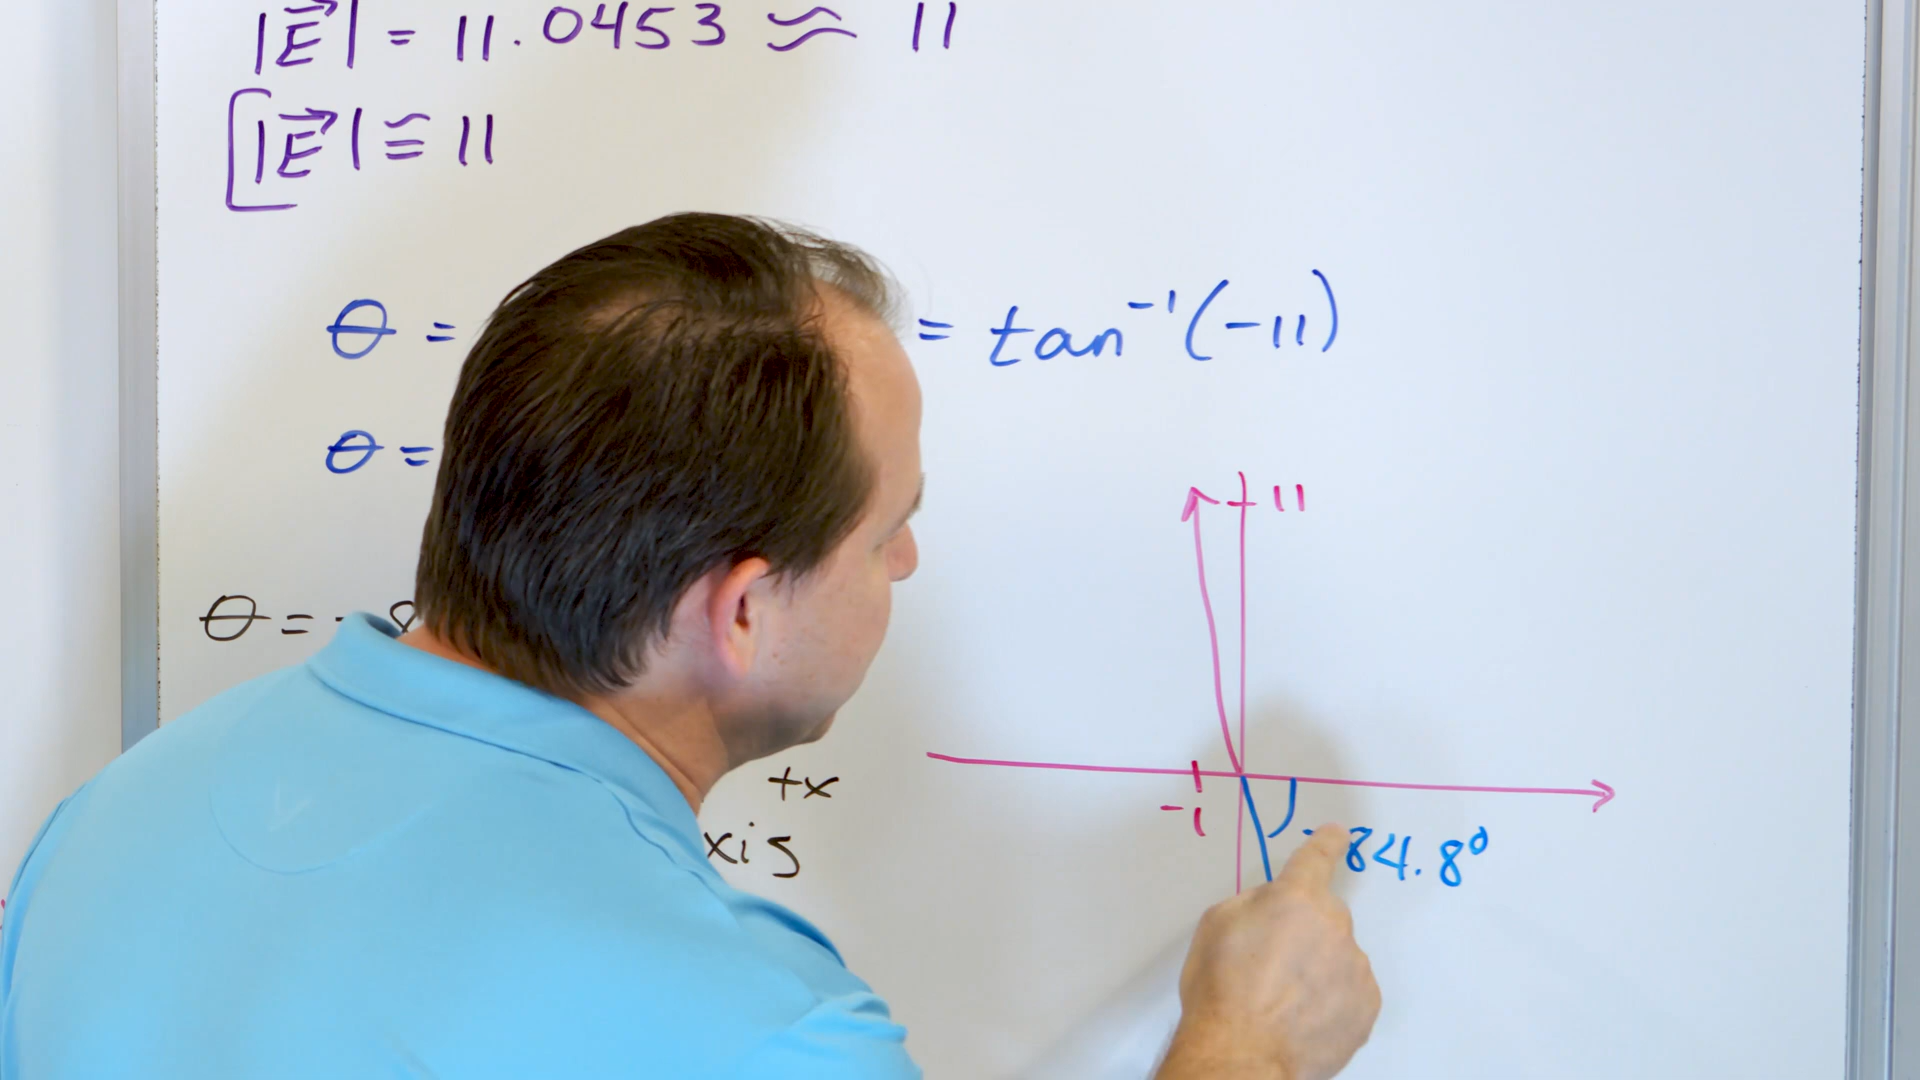 |E⃗| = 11.0453 ≈ 11
|E⃗| ≅ 11
θ = = tan⁻¹(-11)
θ =
11
θ = -8
-1
+x
-84.8°
xis